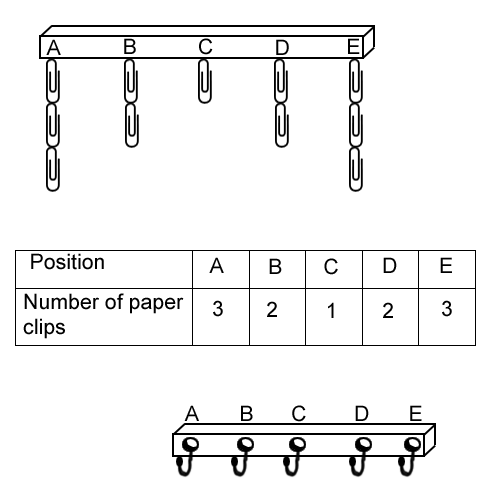 A B C D E
Position A B C D E
Number of paper clips 3 2 1 2 3
A B C D E